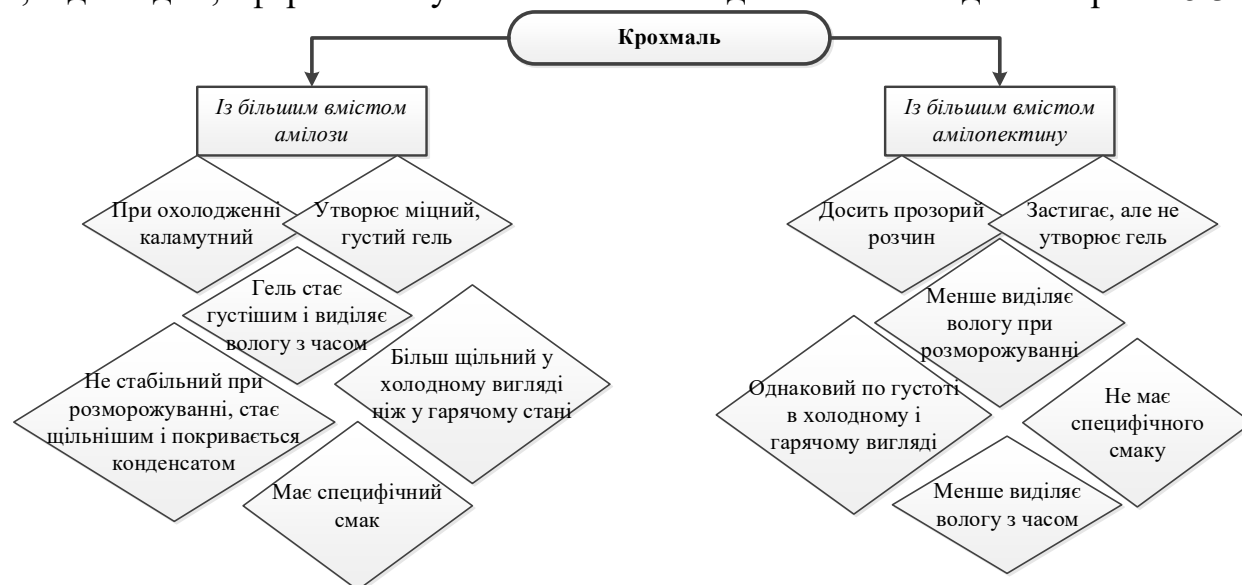 Крохмаль
Із більшим вмістом
амілози
При охолодженні
каламутний
Утворює міцний,
густий гель
Гель стає
густішим і виділяє
вологу з часом
Більш щільний у
холодному вигляді
ніж у гарячому стані
Не стабільний при
розморожуванні, стає
щільнішим і покривається
конденсатом
Має специфічний
смак
Із більшим вмістом
амілопектину
Досить прозорий
розчин
Застигає, але не
утворює гель
Менше виділяє
вологу при
розморожуванні
Однаковий по густоті
в холодному і
гарячому вигляді
Не має
специфічного
смаку
Менше виділяє
вологу з часом